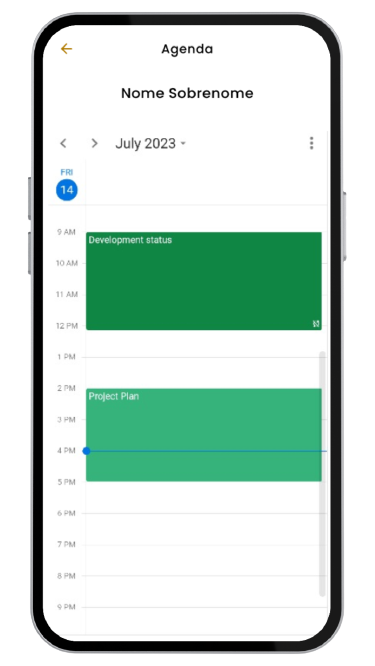 Agenda
Nome Sobrenome
July 2023
FRI
14
9 AM
Development status
10 AM
11 AM
12 PM
1 PM
2 PM
Project Plan
3 PM
4 PM
5 PM
6 PM
7 PM
8 PM
9 PM